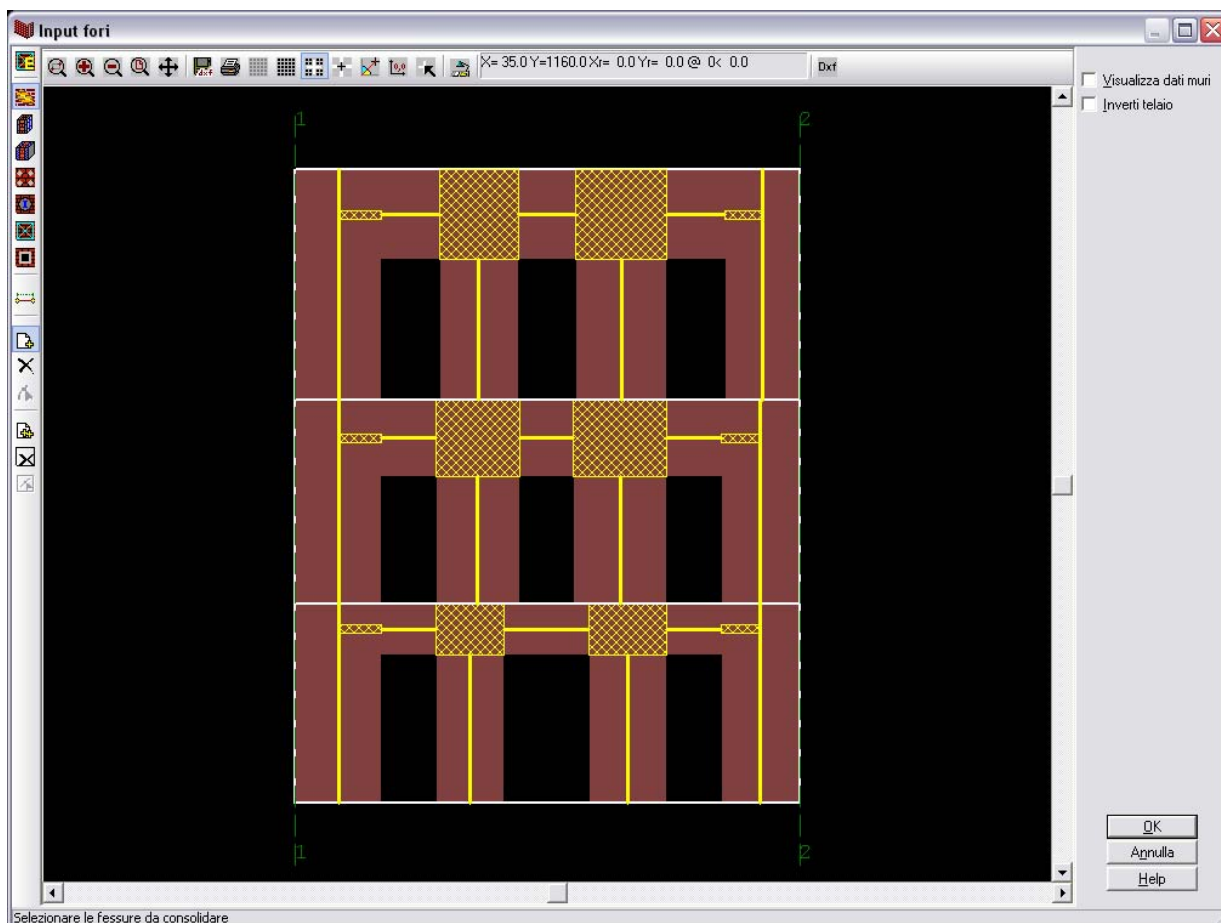 Input fori
X= 35.0 Y=1160.0 Xr= 0.0 Yr= 0.0 @ 0< 0.0
Dxf
Visualizza dati muri
Inverti telaio
1
2
1
2
OK
Annulla
Help
Selezionare le fessure da consolidare